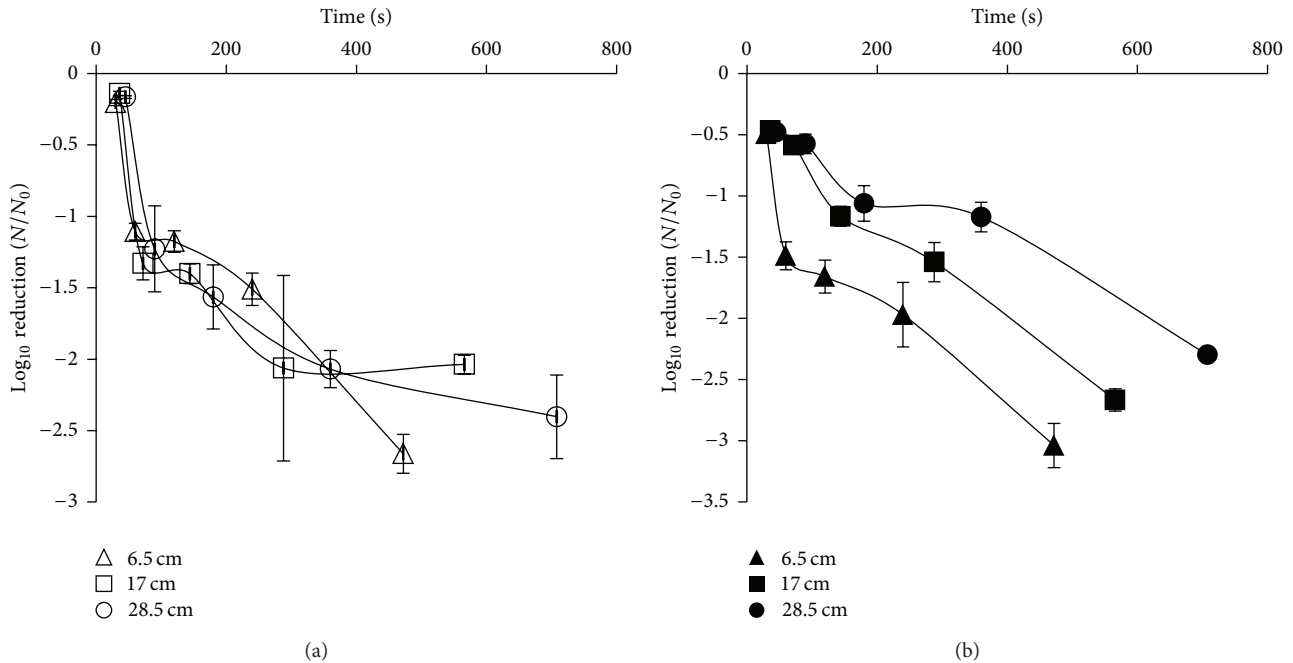 Time (s)
0 200 400 600 800
0
−0.5
−1
−1.5
−2
−2.5
−3
Log₁₀ reduction (N/N₀)
6.5 cm
17 cm
28.5 cm
(a)
Time (s)
0 200 400 600 800
0
−0.5
−1
−1.5
−2
−2.5
−3
−3.5
Log₁₀ reduction (N/N₀)
6.5 cm
17 cm
28.5 cm
(b)